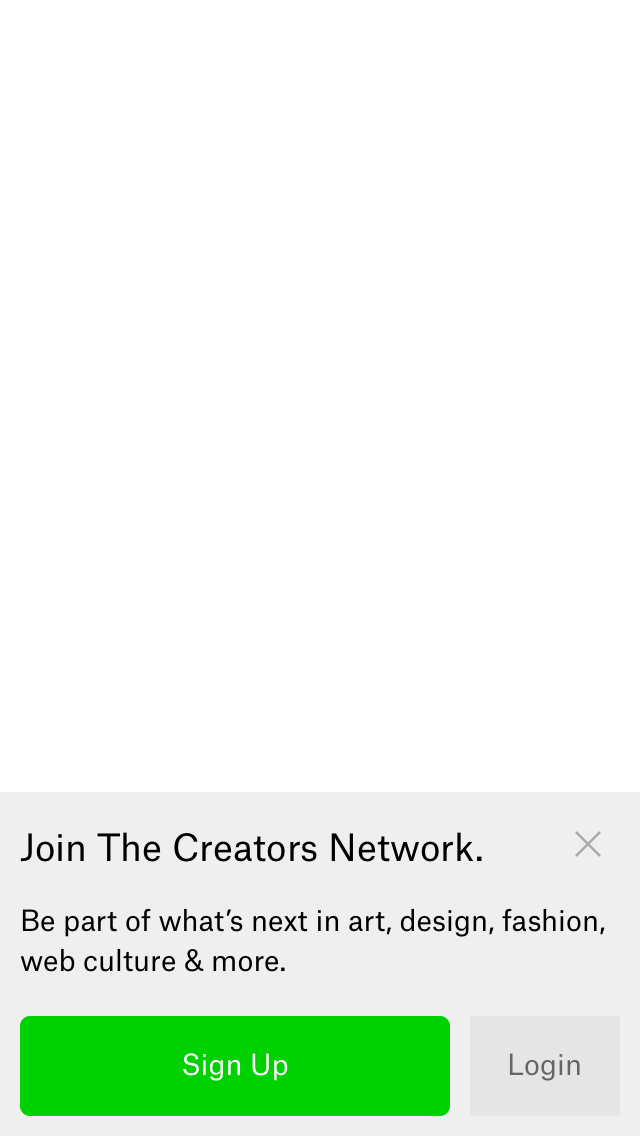 Join The Creators Network.
Be part of what’s next in art, design, fashion,
web culture & more.
Sign Up
Login